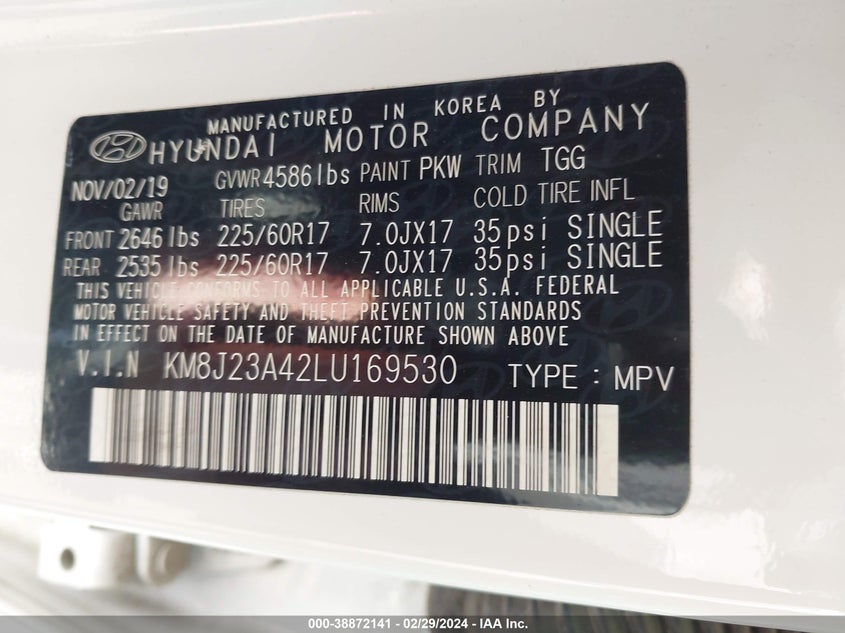 MANUFACTURED IN KOREA BY
HYUNDAI MOTOR COMPANY
NOV/02/19 GVWR 4586lbs PAINT PKW TRIM TGG
GAWR TIRES RIMS COLD TIRE INFL
FRONT 2646 lbs 225/60R17 7.0JX17 35psi SINGLE
REAR 2535 lbs 225/60R17 7.0JX17 35psi SINGLE
THIS VEHICLE CONFORMS TO ALL APPLICABLE U.S.A. FEDERAL
MOTOR VEHICLE SAFETY AND THEFT PREVENTION STANDARDS
IN EFFECT ON THE DATE OF MANUFACTURE SHOWN ABOVE
V.I.N KM8J23A42LU169530 TYPE : MPV
000-38872141 - 02/29/2024 - IAA Inc.